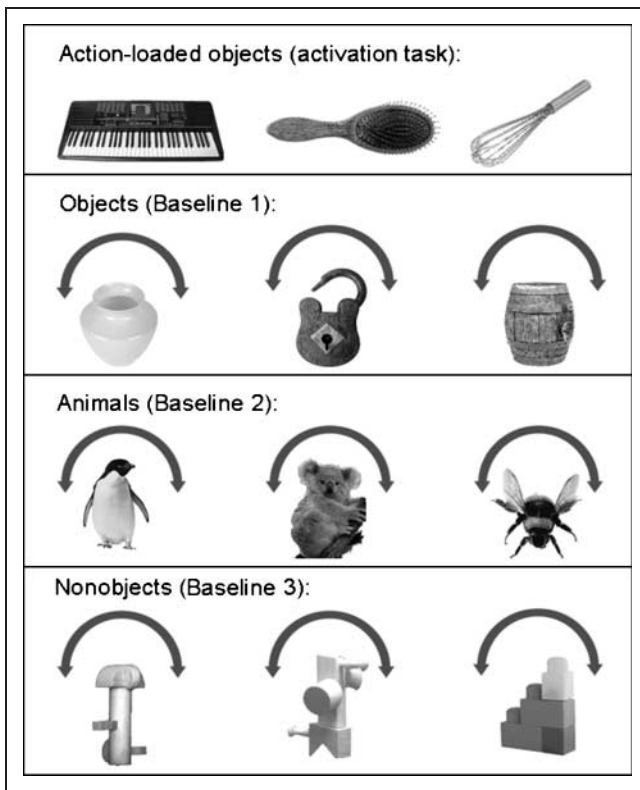 Action-loaded objects (activation task):
Objects (Baseline 1):
Animals (Baseline 2):
Nonobjects (Baseline 3):